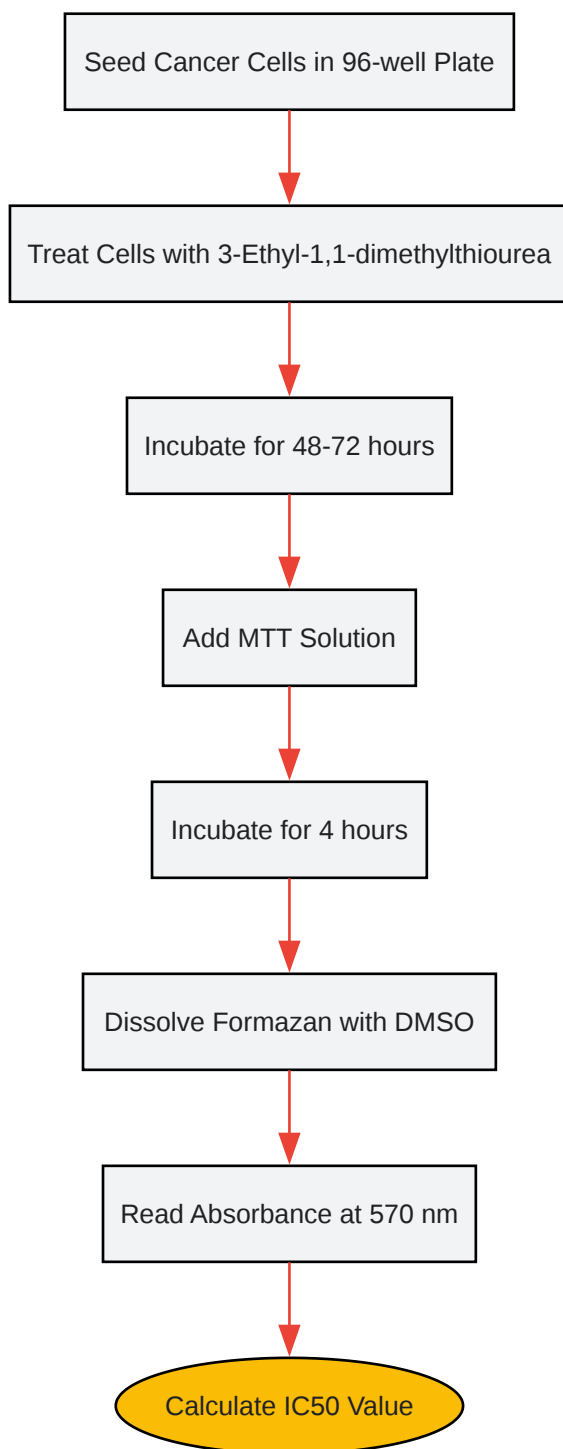 Seed Cancer Cells in 96-well Plate
Treat Cells with 3-Ethyl-1,1-dimethylthiourea
Incubate for 48-72 hours
Add MTT Solution
Incubate for 4 hours
Dissolve Formazan with DMSO
Read Absorbance at 570 nm
Calculate IC50 Value